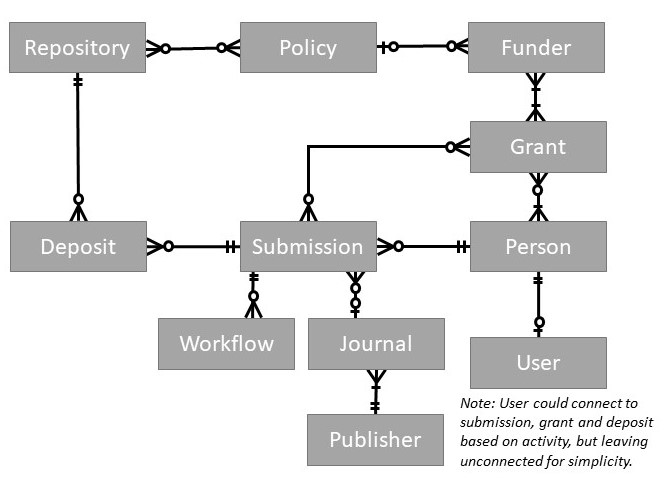 Repository
Policy
Funder
Grant
Deposit
Submission
Person
Workflow
Journal
User
Publisher
Note: User could connect to
submission, grant and deposit
based on activity, but leaving
unconnected for simplicity.